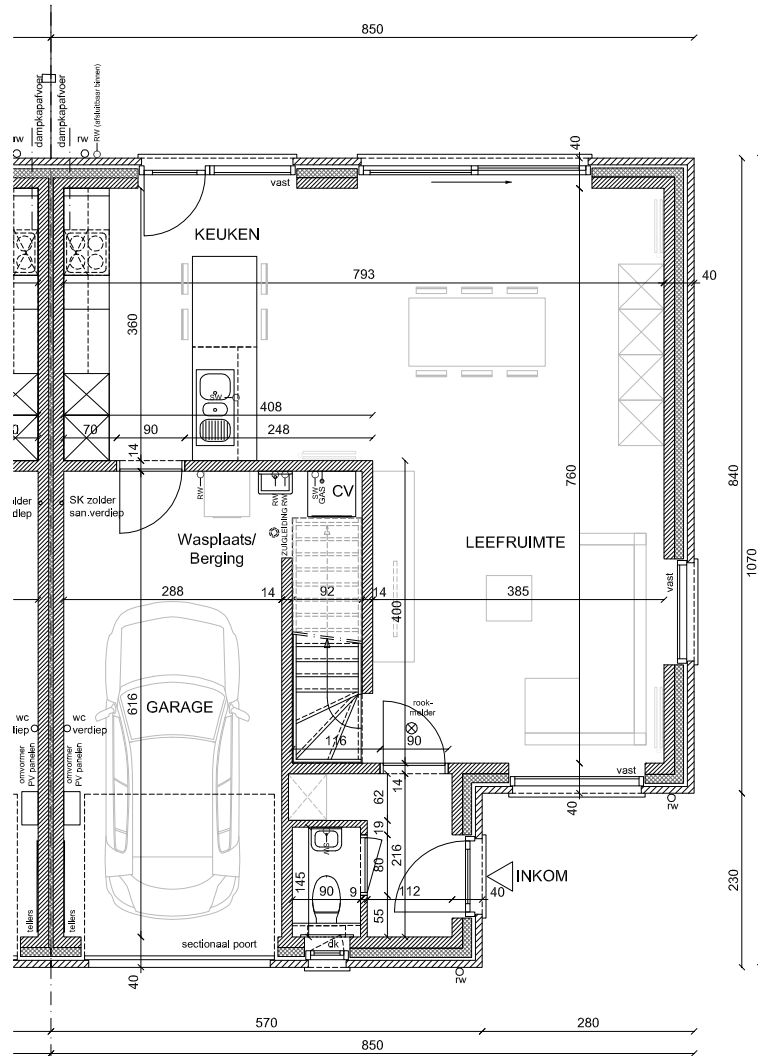 850
dampkapafvoer
dampkapafvoer
RW (afsluitbaar binnen)
rw
rw
40
vast
KEUKEN
793
40
360
SW
408
70
90
248
14
760
840
1070
RW
RW
RW
SW
GAS
CV
SK zolder
san.verdiep
Wasplaats/
Berging
ZUIGLEIDING
LEEFRUIMTE
vast
288
14
92
14
400
385
616
GARAGE
rook-
melder
wc
verdiep
116
90
omvormer
PV panelen
omvormer
PV panelen
vast
62
14
40
rw
19
SW
216
80
145
90
9
112
40
INKOM
230
55
tellers
tellers
sectionaal poort
dk
40
rw
570
280
850